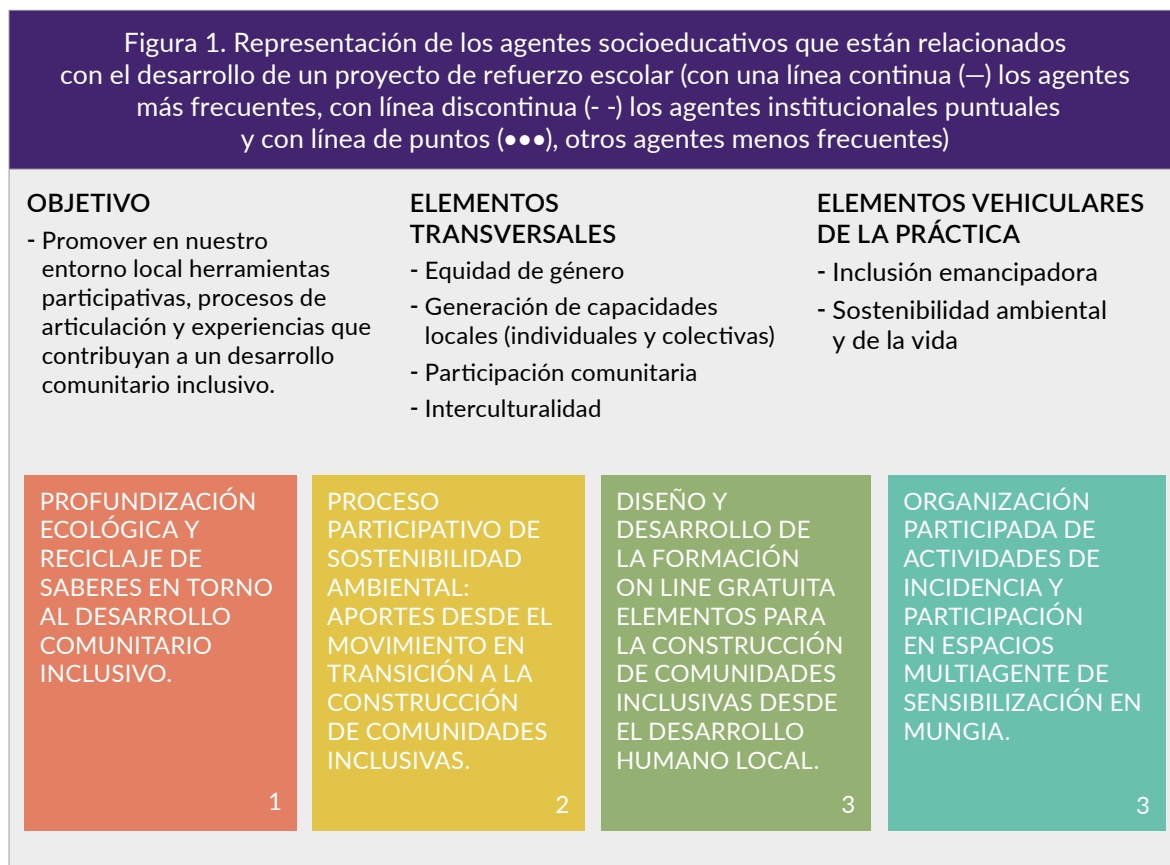 Figura 1. Representación de los agentes socioeducativos que están relacionados
con el desarrollo de un proyecto de refuerzo escolar (con una línea continua (—) los agentes
más frecuentes, con línea discontinua (- -) los agentes institucionales puntuales
y con línea de puntos (•••), otros agentes menos frecuentes)
OBJETIVO
- Promover en nuestro
entorno local herramientas
participativas, procesos de
articulación y experiencias que
contribuyan a un desarrollo
comunitario inclusivo.
ELEMENTOS
TRANSVERSALES
- Equidad de género
- Generación de capacidades
locales (individuales y colectivas)
- Participación comunitaria
- Interculturalidad
ELEMENTOS VEHICULARES
DE LA PRÁCTICA
- Inclusión emancipadora
- Sostenibilidad ambiental
y de la vida
PROFUNDIZACIÓN
ECOLÓGICA Y
RECICLAJE DE
SABERES EN TORNO
AL DESARROLLO
COMUNITARIO
INCLUSIVO.
1
PROCESO
PARTICIPATIVO DE
SOSTENIBILIDAD
AMBIENTAL:
APORTES DESDE EL
MOVIMIENTO EN
TRANSICIÓN A LA
CONSTRUCCIÓN
DE COMUNIDADES
INCLUSIVAS.
2
DISEÑO Y
DESARROLLO DE
LA FORMACIÓN
ON LINE GRATUITA
ELEMENTOS PARA
LA CONSTRUCCIÓN
DE COMUNIDADES
INCLUSIVAS DESDE
EL DESARROLLO
HUMANO LOCAL.
3
ORGANIZACIÓN
PARTICIPADA DE
ACTIVIDADES DE
INCIDENCIA Y
PARTICIPACIÓN
EN ESPACIOS
MULTIAGENTE DE
SENSIBILIZACIÓN EN
MUNGIA.
3